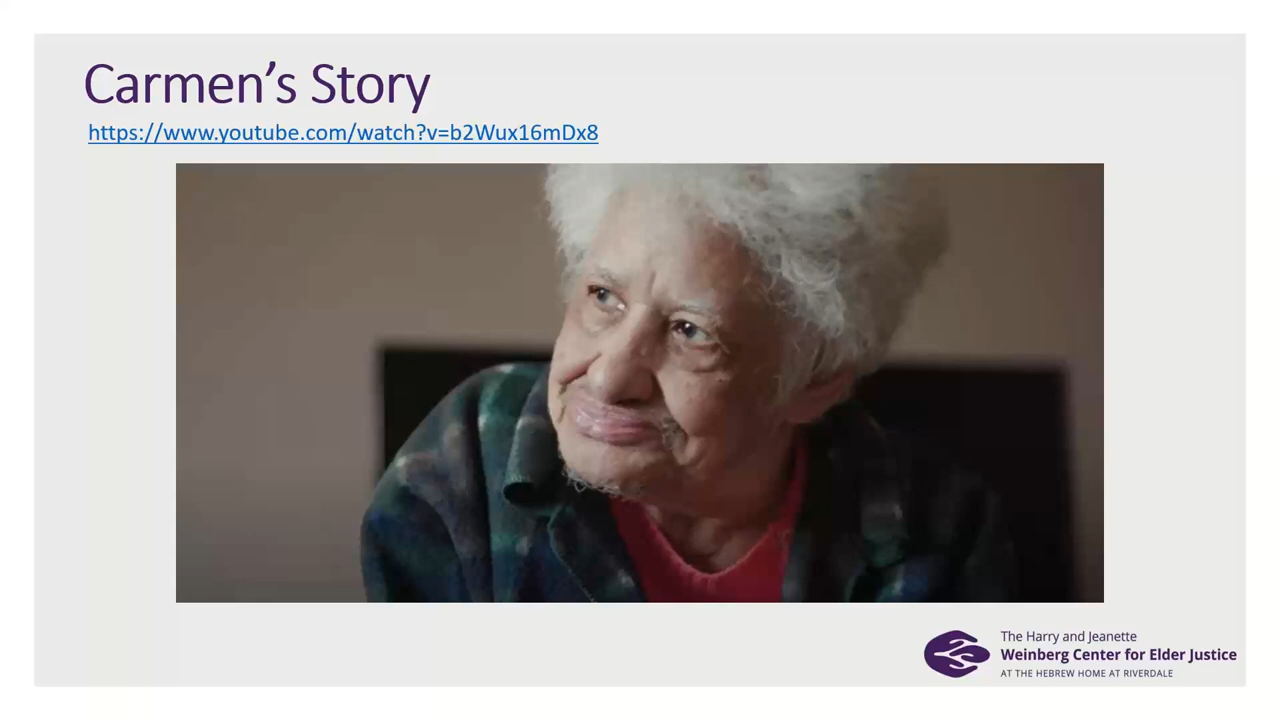 Carmen's Story
https://www.youtube.com/watch?v=b2Wux16mDx8
The Harry and Jeanette
Weinberg Center for Elder Justice
AT THE HEBREW HOME AT RIVERDALE